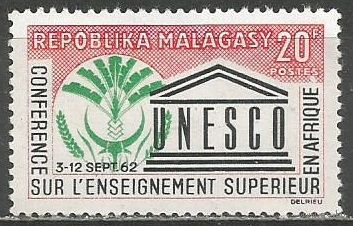 REPOBLIKA MALAGASY
20F
POSTES
CONFERENCE
UNESCO
3-12 SEPT. 62
SUR L'ENSEIGNEMENT SUPERIEUR
EN AFRIQUE
DELRIEU